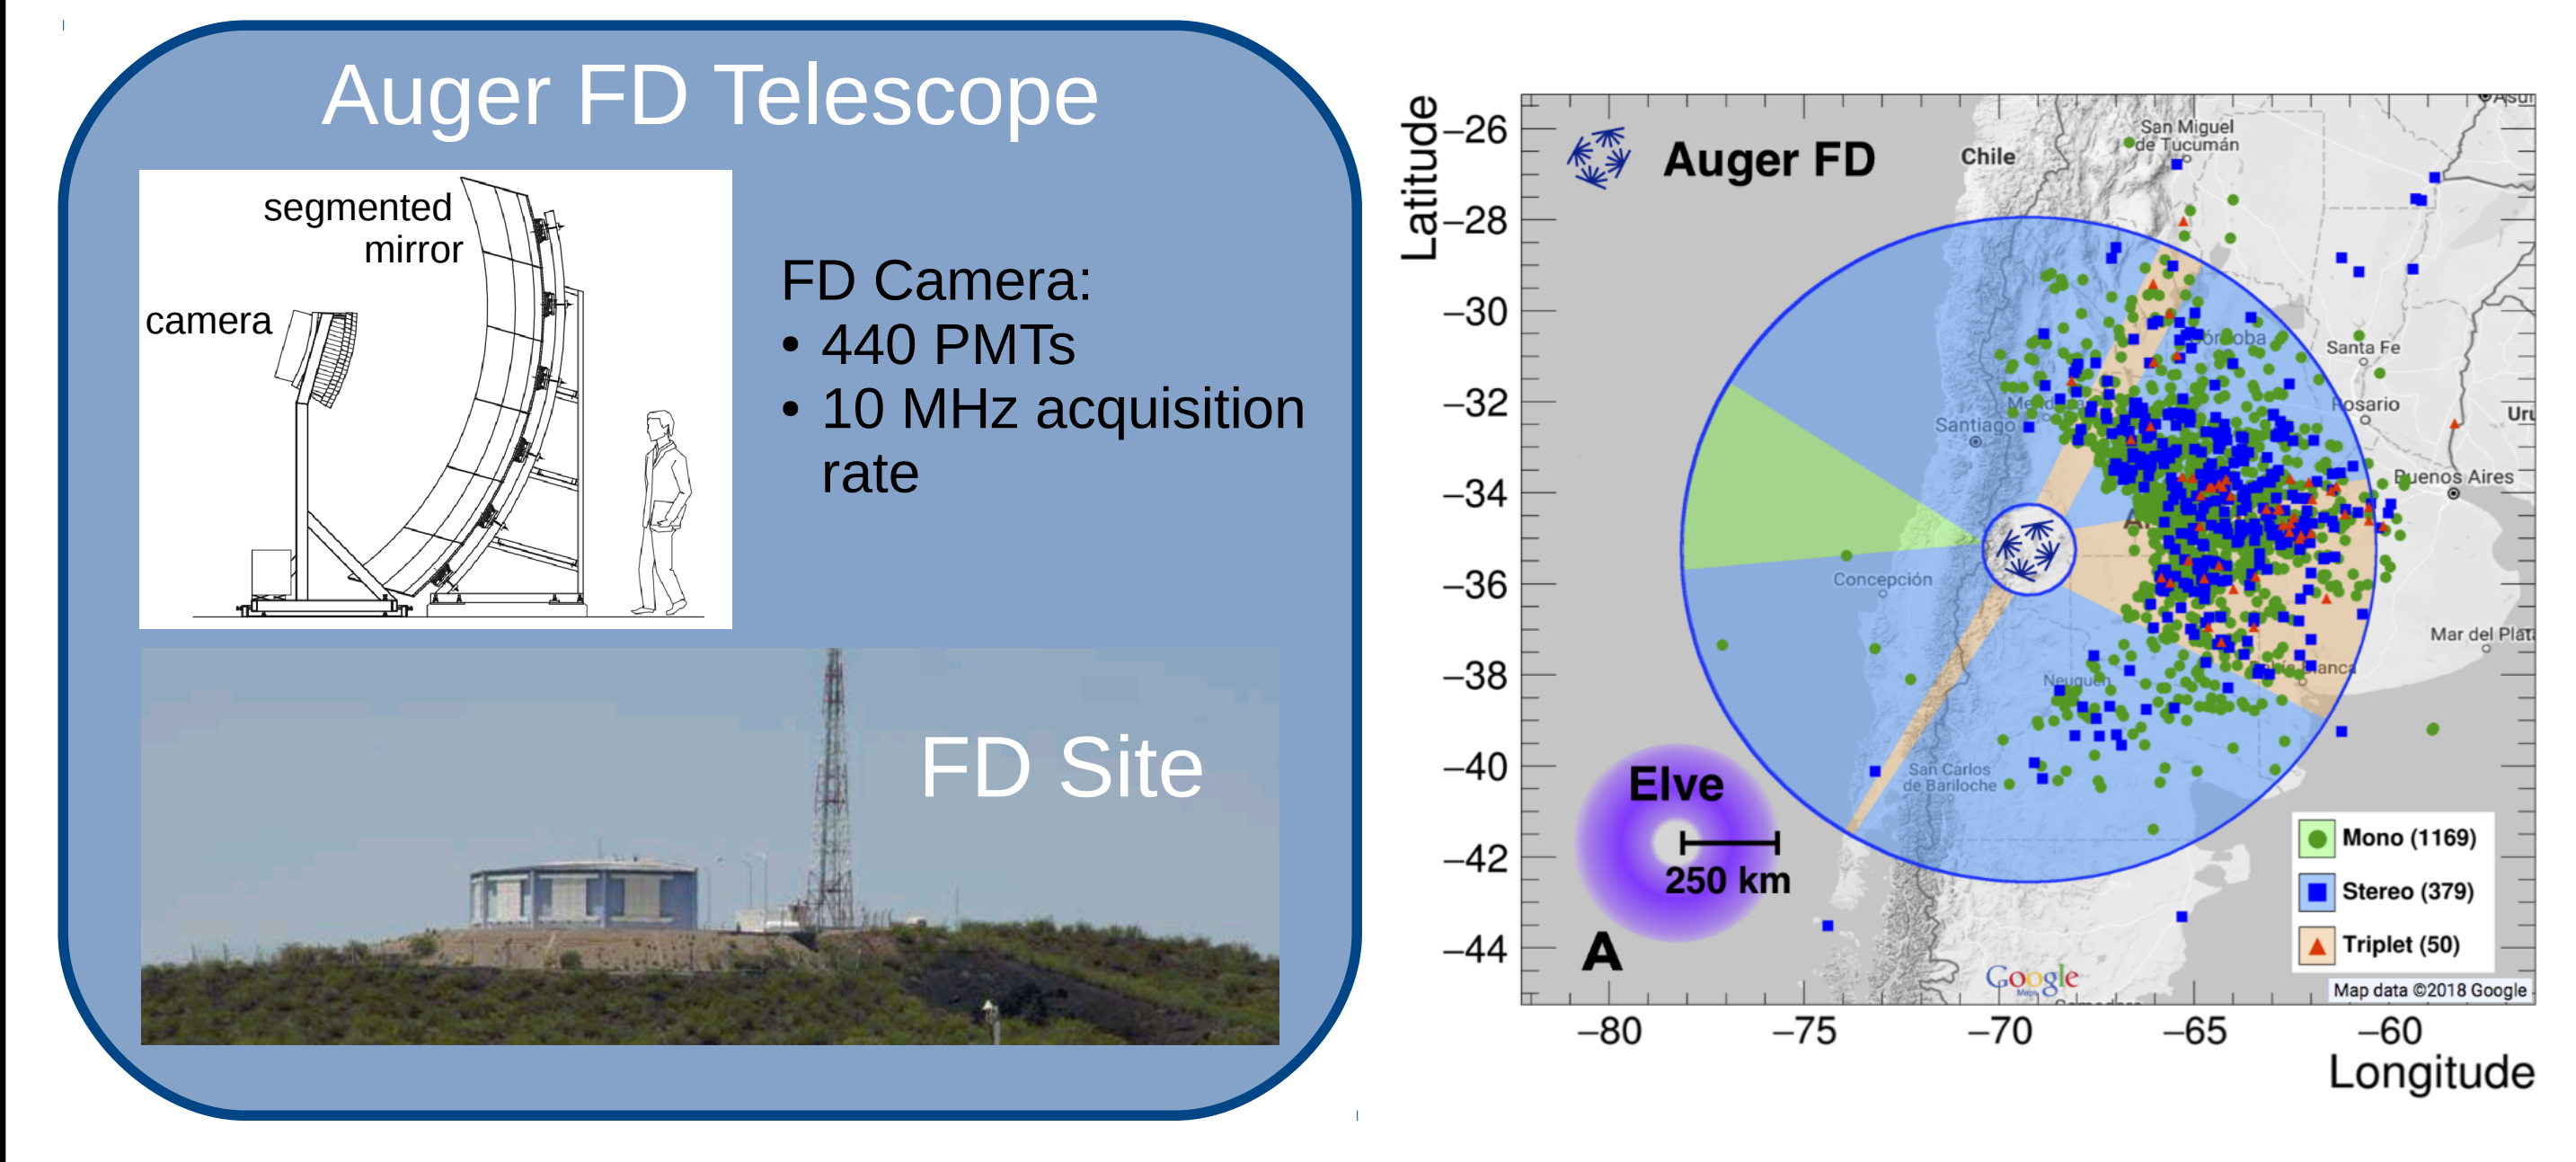 Auger FD Telescope
segmented
mirror
camera
FD Camera:
• 440 PMTs
• 10 MHz acquisition
rate
FD Site
Latitude
−26
−28
−30
−32
−34
−36
−38
−40
−42
−44
Auger FD
Chile
San Miguel
de Tucumán
Córdoba
Santa Fe
Rosario
Santiago
Buenos Aires
Concepción
Mar del Plata
Neuquén
San Carlos
de Bariloche
Elve
250 km
A
Mono (1169)
Stereo (379)
Triplet (50)
Google
Maps
Map data ©2018 Google
−80
−75
−70
−65
−60
Longitude